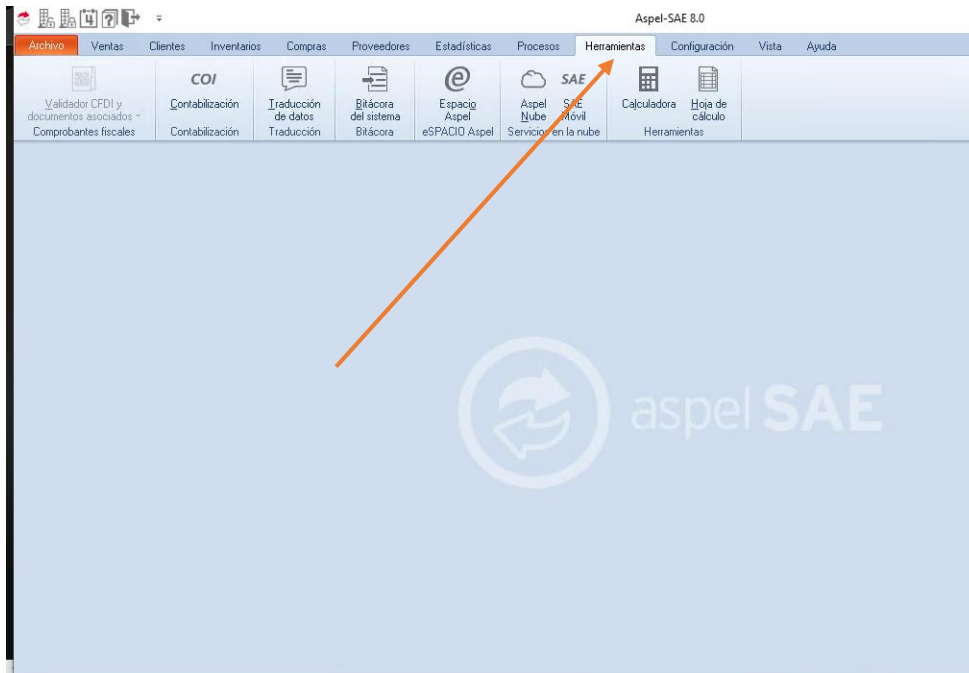 Aspel-SAE 8.0
Archivo Ventas Clientes Inventarios Compras Proveedores Estadísticas Procesos Herramientas Configuración Vista Ayuda
COI SAE
Validador CFDI y documentos asociados
Contabilización
Traducción de datos
Bitácora del sistema
Espacio Aspel
Aspel Nube
SAE Móvil
Calculadora
Hoja de cálculo
Comprobantes fiscales Contabilización Traducción Bitácora eSPACIO Aspel Servicios en la nube Herramientas
aspel SAE